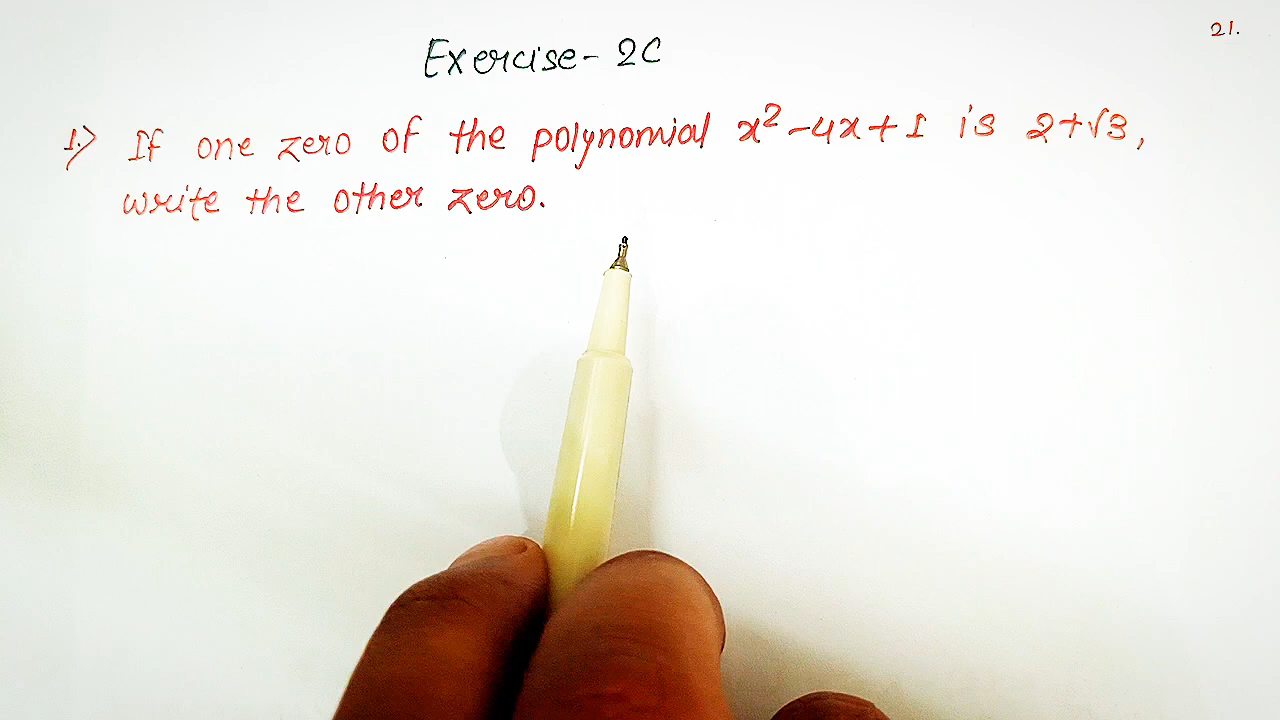 21.
Exercise - 2C
1.) If one zero of the polynomial x²-4x+1 is 2+√3,
write the other zero.